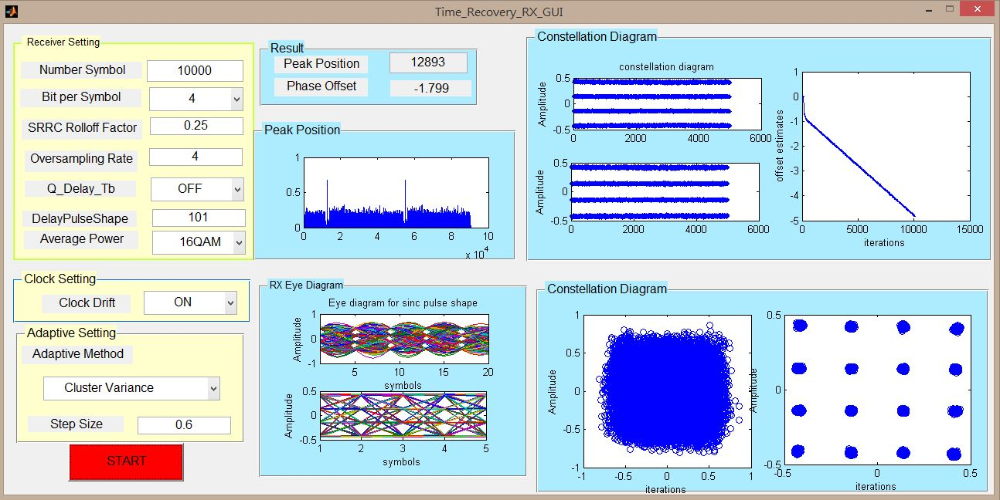 Time_Recovery_RX_GUI
Receiver Setting
Number Symbol 10000
Bit per Symbol 4
SRRC Rolloff Factor 0.25
Oversampling Rate 4
Q_Delay_Tb OFF
DelayPulseShape 101
Average Power 16QAM
Clock Setting
Clock Drift ON
Adaptive Setting
Adaptive Method
Cluster Variance
Step Size 0.6
START
Result
Peak Position 12893
Phase Offset -1.799
Peak Position
1
0.5
0
0 2 4 6 8 10
x 10^4
RX Eye Diagram
Eye diagram for sinc pulse shape
Amplitude
1
0
-1
5 10 15 20
symbols
Amplitude
0.5
0
-0.5
1 2 3 4 5
symbols
Constellation Diagram
constellation diagram
Amplitude
0.5
0
-0.5
0 2000 4000 6000
Amplitude
0.5
0
-0.5
0 2000 4000 6000
offset estimates
1
0
-1
-2
-3
-4
-5
0 5000 10000 15000
iterations
Constellation Diagram
Amplitude
1
0.5
0
-0.5
-1
-1 -0.5 0 0.5 1
iterations
Amplitude
0.5
0
-0.5
-0.5 0 0.5
iterations